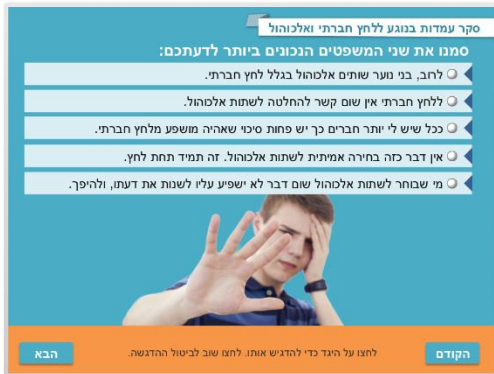 סקר עמדות בנוגע ללחץ חברתי ואלכוהול
סמנו את שני המשפטים הנכונים ביותר לדעתכם:
לרוב, בני נוער שותים אלכוהול בגלל לחץ חברתי.
ללחץ חברתי אין שום קשר להחלטה לשתות אלכוהול.
ככל שיש לי יותר חברים כך יש פחות סיכוי שאהיה מושפע מלחץ חברתי.
אין דבר כזה בחירה אמיתית לשתות אלכוהול. זה תמיד תחת לחץ.
מי שבוחר לשתות אלכוהול שום דבר לא ישפיע עליו לשנות את דעתו, ולהיפך.
הקודם
לחצו על היגד כדי להדגיש אותו. לחצו שוב לביטול ההדגשה.
הבא